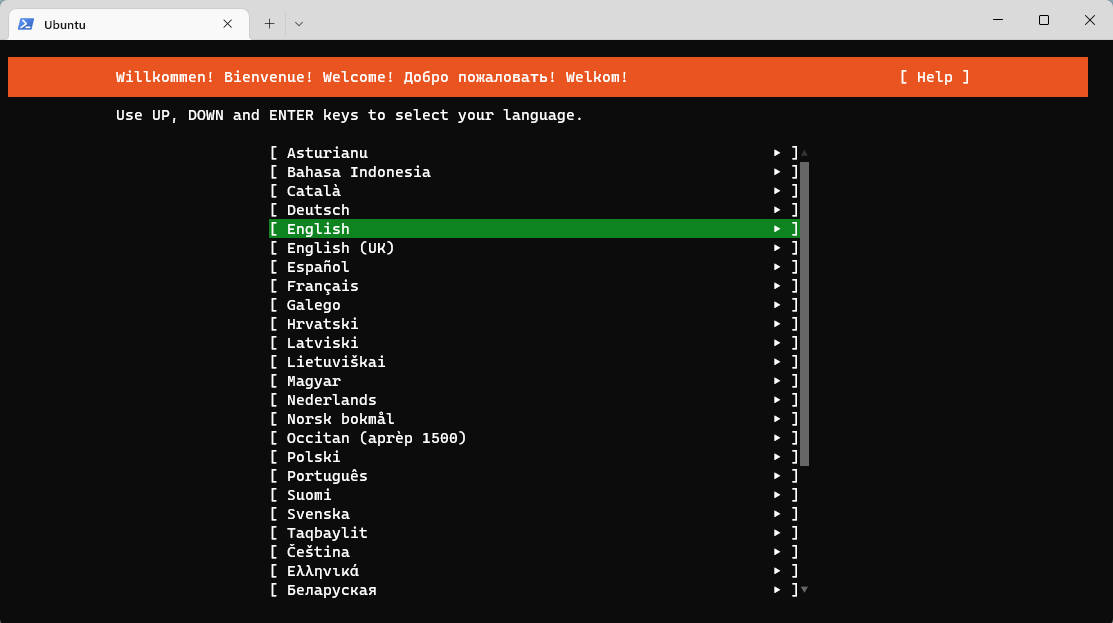 Ubuntu
Willkommen! Bienvenue! Welcome! Добро пожаловать! Welkom! [ Help ]
Use UP, DOWN and ENTER keys to select your language.
[ Asturianu ▸ ]
[ Bahasa Indonesia ▸ ]
[ Català ▸ ]
[ Deutsch ▸ ]
[ English ▸ ]
[ English (UK) ▸ ]
[ Español ▸ ]
[ Français ▸ ]
[ Galego ▸ ]
[ Hrvatski ▸ ]
[ Latviski ▸ ]
[ Lietuviškai ▸ ]
[ Magyar ▸ ]
[ Nederlands ▸ ]
[ Norsk bokmål ▸ ]
[ Occitan (aprèp 1500) ▸ ]
[ Polski ▸ ]
[ Português ▸ ]
[ Suomi ▸ ]
[ Svenska ▸ ]
[ Taqbaylit ▸ ]
[ Čeština ▸ ]
[ Ελληνικά ▸ ]
[ Беларуская ▸ ]